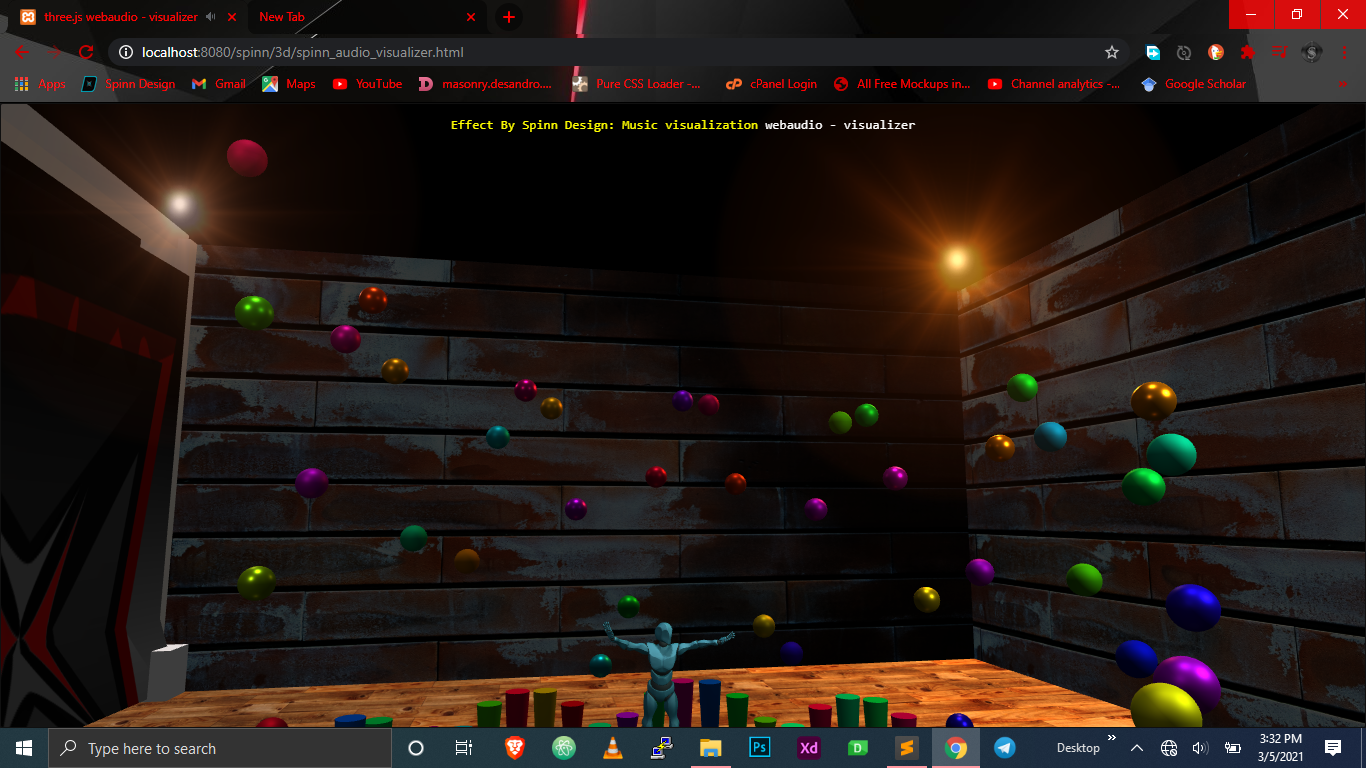 three.js webaudio - visualizer
New Tab
localhost:8080/spinn/3d/spinn_audio_visualizer.html
Apps
Spinn Design
Gmail
Maps
YouTube
masonry.desandro....
Pure CSS Loader -...
cPanel Login
All Free Mockups in...
Channel analytics -...
Google Scholar
Effect By Spinn Design: Music visualization webaudio - visualizer
Type here to search
Ps
Xd
D
Desktop
3:32 PM
3/5/2021